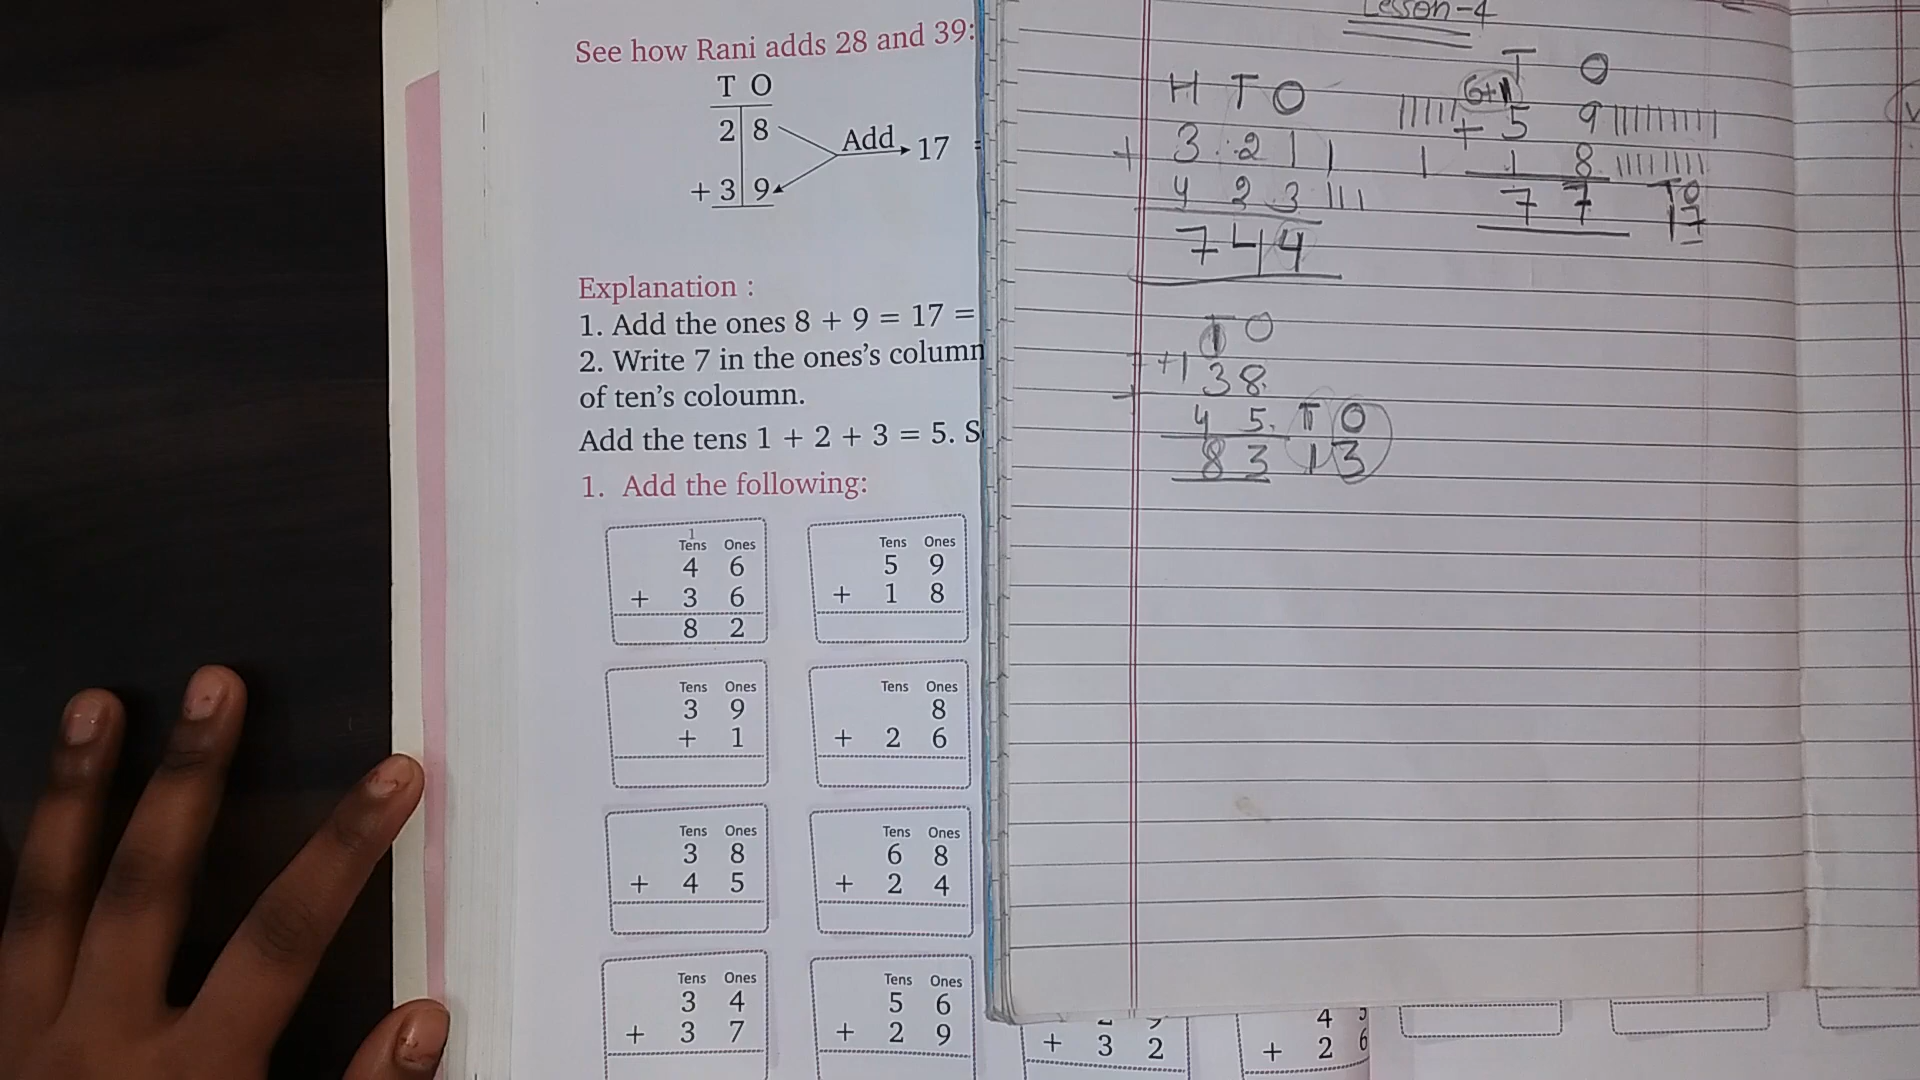 See how Rani adds 28 and 39:
T O
2 8
Add 17 =
+ 3 9
Explanation :
1. Add the ones 8 + 9 = 17 =
2. Write 7 in the ones's column
of ten's coloumn.
Add the tens 1 + 2 + 3 = 5. S
1. Add the following:
1
Tens Ones
4 6
+ 3 6
8 2
Tens Ones
5 9
+ 1 8
Tens Ones
3 9
+ 1
Tens Ones
8
+ 2 6
Tens Ones
3 8
+ 4 5
Tens Ones
6 8
+ 2 4
Tens Ones
3 4
+ 3 7
Tens Ones
5 6
+ 2 9
+ 3 2
4
+ 2 6
Lesson-4
H T O
+ 3 2 1
4 2 3
7 4 4
T O
6+1
+ 5 9
1 1 8
7 7
T O
1 7
T O
1
+1 3 8
+
4 5 T O
8 3 1 3